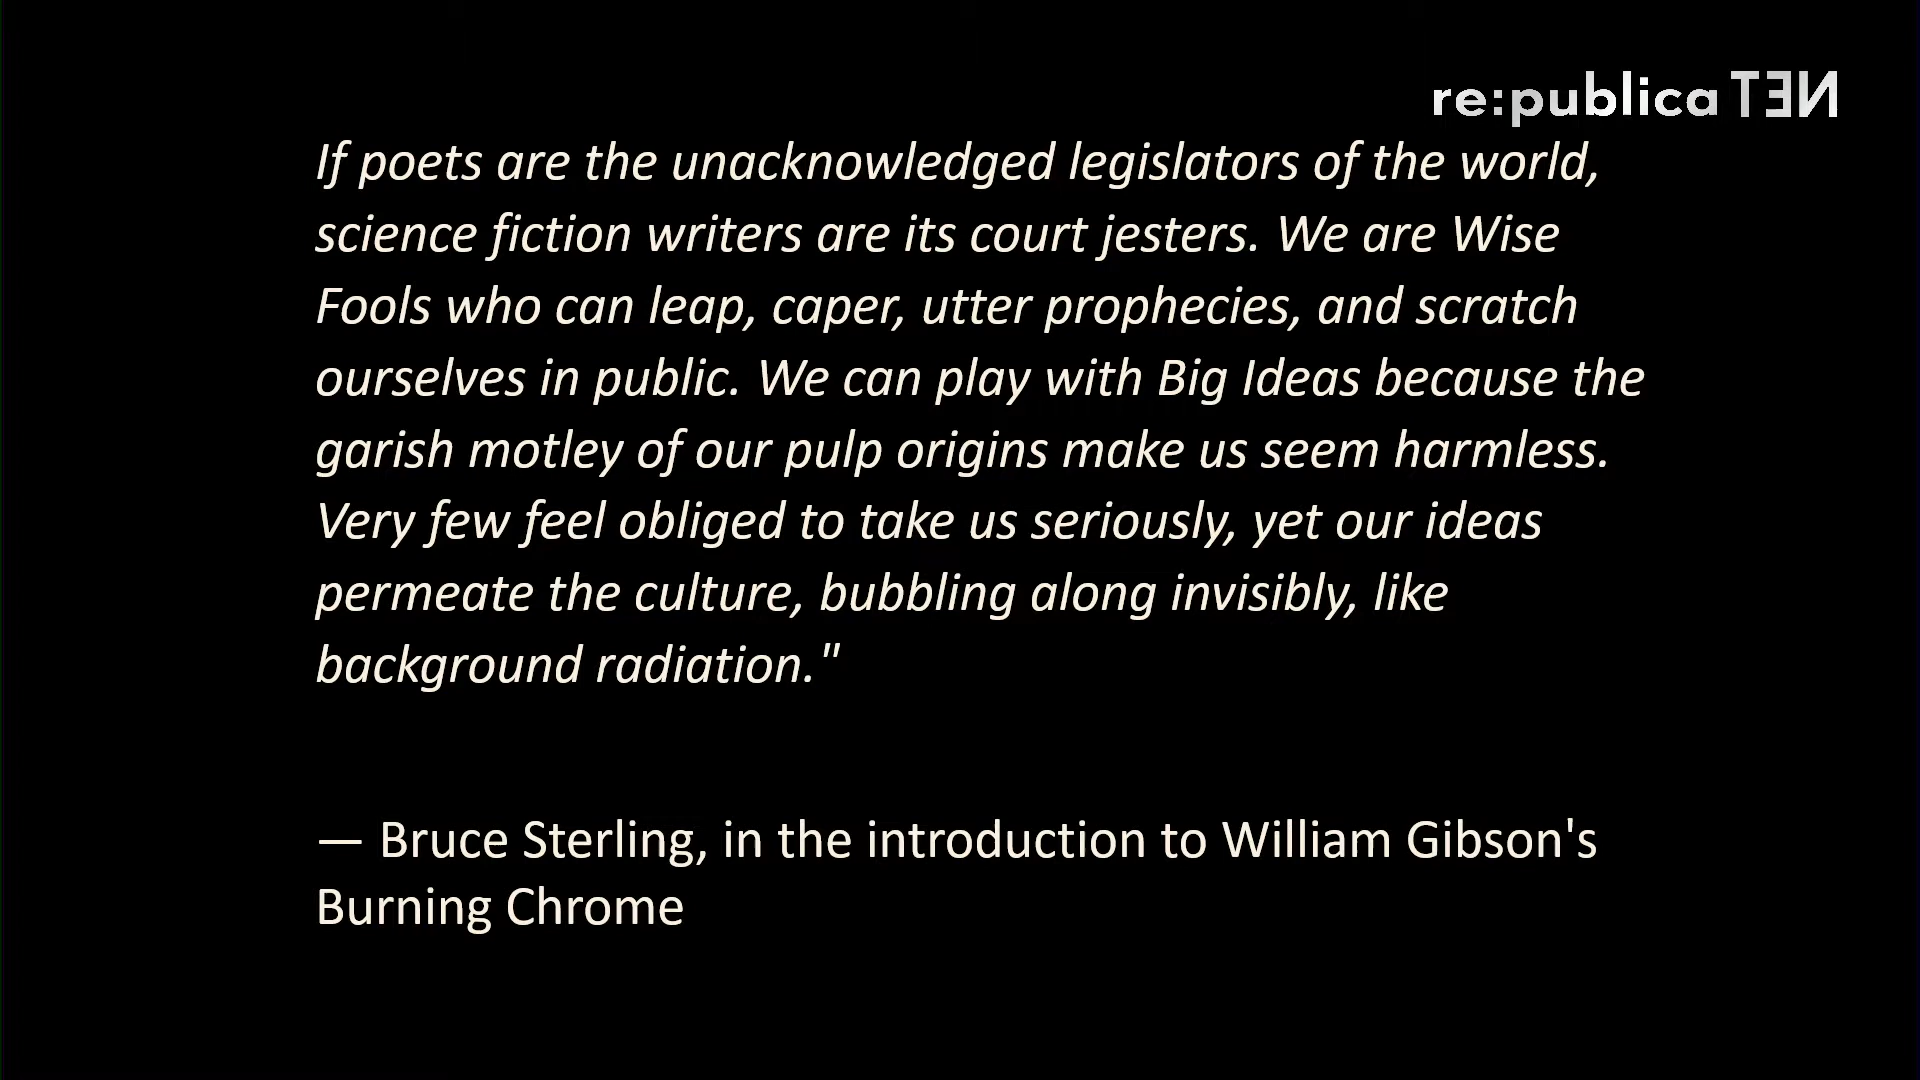 re:publica TEN
If poets are the unacknowledged legislators of the world,
science fiction writers are its court jesters. We are Wise
Fools who can leap, caper, utter prophecies, and scratch
ourselves in public. We can play with Big Ideas because the
garish motley of our pulp origins make us seem harmless.
Very few feel obliged to take us seriously, yet our ideas
permeate the culture, bubbling along invisibly, like
background radiation."
— Bruce Sterling, in the introduction to William Gibson's
Burning Chrome